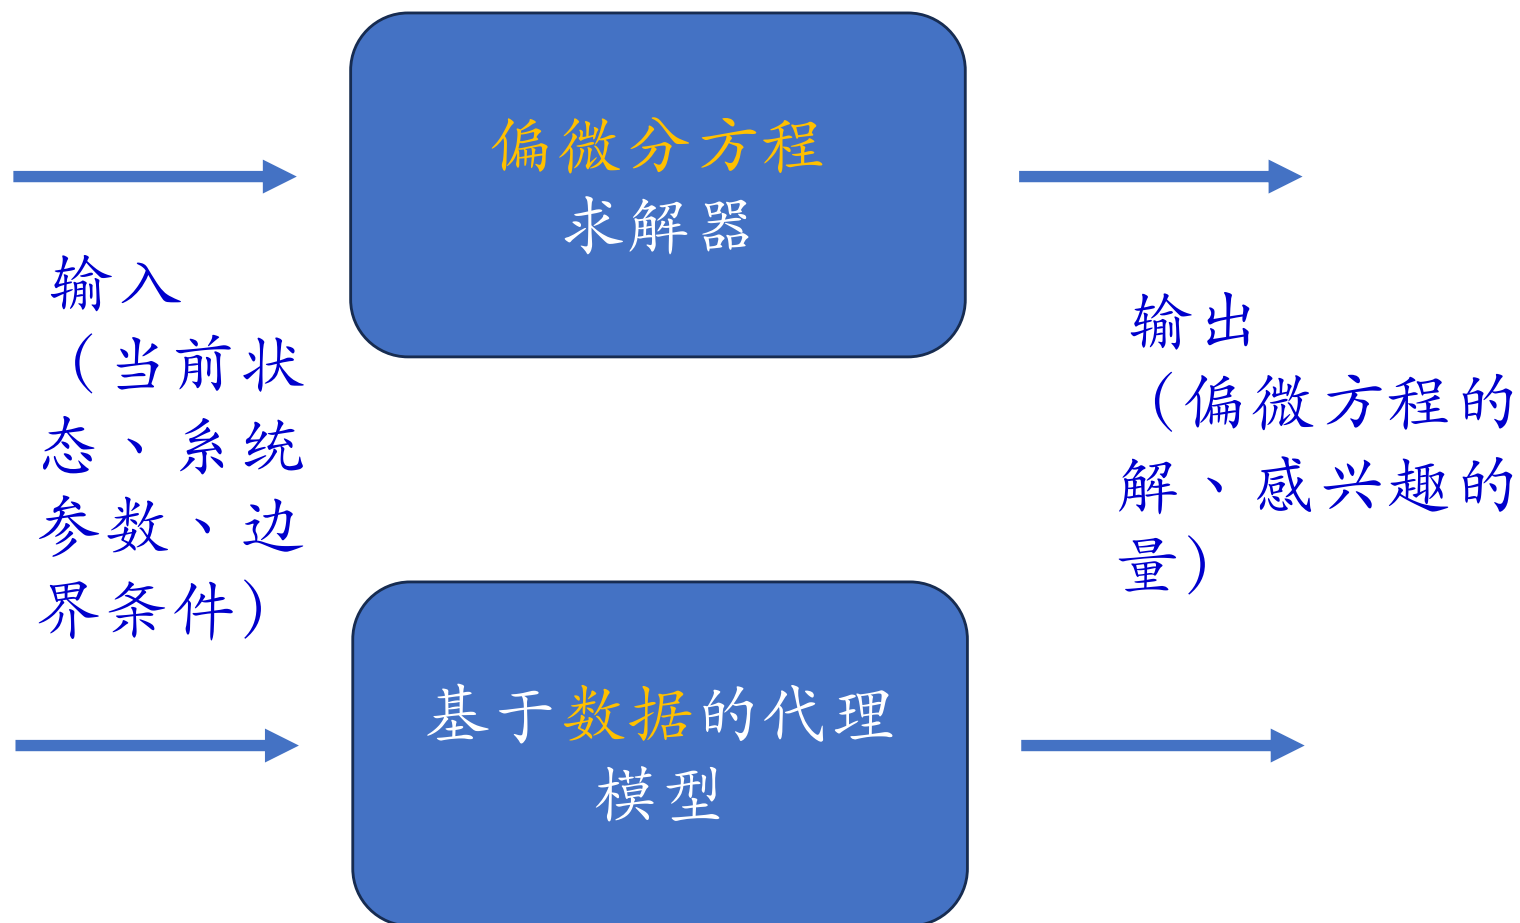 偏微分方程
求解器
输入
（当前状
态、系统
参数、边
界条件）
输出
（偏微方程的
解、感兴趣的
量）
基于数据的代理
模型